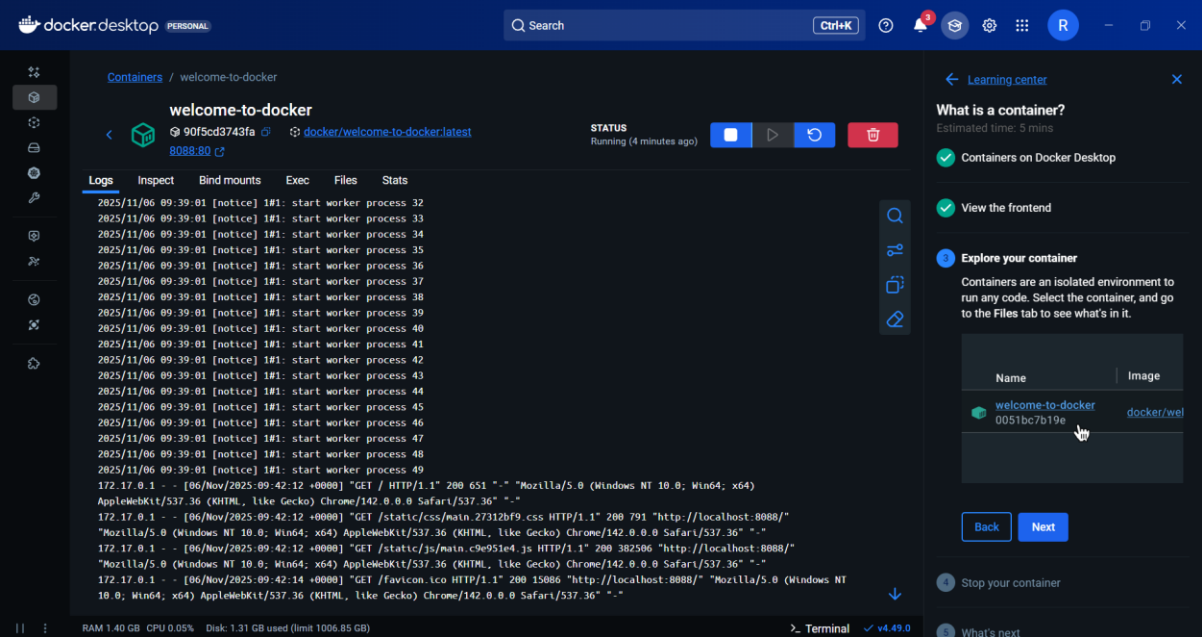 docker.desktop PERSONAL
Search Ctrl+K
3
R
Containers / welcome-to-docker
welcome-to-docker
90f5cd3743fa docker/welcome-to-docker:latest
8088:80
STATUS
Running (4 minutes ago)
Logs Inspect Bind mounts Exec Files Stats
2025/11/06 09:39:01 [notice] 1#1: start worker process 32
2025/11/06 09:39:01 [notice] 1#1: start worker process 33
2025/11/06 09:39:01 [notice] 1#1: start worker process 34
2025/11/06 09:39:01 [notice] 1#1: start worker process 35
2025/11/06 09:39:01 [notice] 1#1: start worker process 36
2025/11/06 09:39:01 [notice] 1#1: start worker process 37
2025/11/06 09:39:01 [notice] 1#1: start worker process 38
2025/11/06 09:39:01 [notice] 1#1: start worker process 39
2025/11/06 09:39:01 [notice] 1#1: start worker process 40
2025/11/06 09:39:01 [notice] 1#1: start worker process 41
2025/11/06 09:39:01 [notice] 1#1: start worker process 42
2025/11/06 09:39:01 [notice] 1#1: start worker process 43
2025/11/06 09:39:01 [notice] 1#1: start worker process 44
2025/11/06 09:39:01 [notice] 1#1: start worker process 45
2025/11/06 09:39:01 [notice] 1#1: start worker process 46
2025/11/06 09:39:01 [notice] 1#1: start worker process 47
2025/11/06 09:39:01 [notice] 1#1: start worker process 48
2025/11/06 09:39:01 [notice] 1#1: start worker process 49
172.17.0.1 - - [06/Nov/2025:09:42:12 +0000] "GET / HTTP/1.1" 200 651 "-" "Mozilla/5.0 (Windows NT 10.0; Win64; x64)
AppleWebKit/537.36 (KHTML, like Gecko) Chrome/142.0.0.0 Safari/537.36" "-"
172.17.0.1 - - [06/Nov/2025:09:42:12 +0000] "GET /static/css/main.27312bf9.css HTTP/1.1" 200 791 "http://localhost:8088/"
"Mozilla/5.0 (Windows NT 10.0; Win64; x64) AppleWebKit/537.36 (KHTML, like Gecko) Chrome/142.0.0.0 Safari/537.36" "-"
172.17.0.1 - - [06/Nov/2025:09:42:12 +0000] "GET /static/js/main.c9e951e4.js HTTP/1.1" 200 382506 "http://localhost:8088/"
"Mozilla/5.0 (Windows NT 10.0; Win64; x64) AppleWebKit/537.36 (KHTML, like Gecko) Chrome/142.0.0.0 Safari/537.36" "-"
172.17.0.1 - - [06/Nov/2025:09:42:14 +0000] "GET /favicon.ico HTTP/1.1" 200 15086 "http://localhost:8088/" "Mozilla/5.0 (Windows NT
10.0; Win64; x64) AppleWebKit/537.36 (KHTML, like Gecko) Chrome/142.0.0.0 Safari/537.36" "-"
Learning center
What is a container?
Estimated time: 5 mins
Containers on Docker Desktop
View the frontend
3 Explore your container
Containers are an isolated environment to
run any code. Select the container, and go
to the Files tab to see what's in it.
Name Image
welcome-to-docker docker/wel
0051bc7b19e
Back Next
4 Stop your container
5 What's next
RAM 1.40 GB CPU 0.05% Disk: 1.31 GB used (limit 1006.85 GB)
>_ Terminal v4.49.0